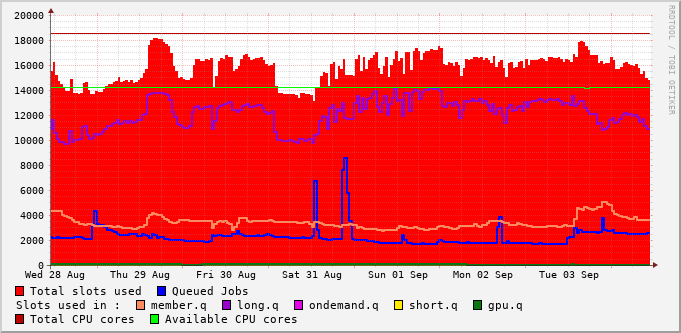 20000
18000
16000
14000
12000
10000
8000
6000
4000
2000
0
Wed 28 Aug Thu 29 Aug Fri 30 Aug Sat 31 Aug Sun 01 Sep Mon 02 Sep Tue 03 Sep
Total slots used Queued Jobs
Slots used in : member.q long.q ondemand.q short.q gpu.q
Total CPU cores Available CPU cores
RRDTOOL / TOBI OETIKER